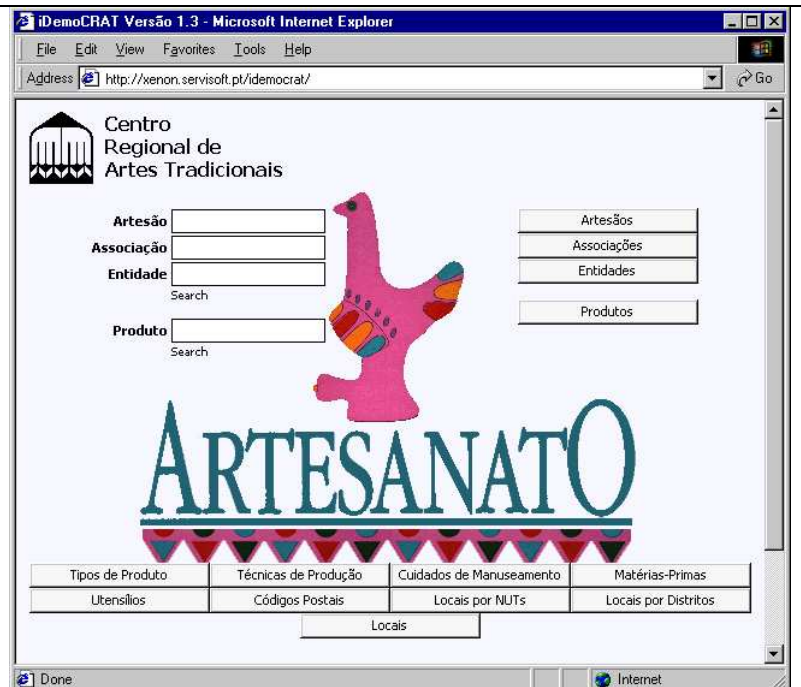 iDemoCRAT Versão 1.3 - Microsoft Internet Explorer
File Edit View Favorites Tools Help
Address http://xenon.servisoft.pt/idemocrat/ Go
Centro
Regional de
Artes Tradicionais
Artesão
Associação
Entidade
Search
Produto
Search
Artesãos
Associações
Entidades
Produtos
ARTESANATO
Tipos de Produto Técnicas de Produção Cuidados de Manuseamento Matérias-Primas
Utensílios Códigos Postais Locais por NUTs Locais por Distritos
Locais
Done Internet